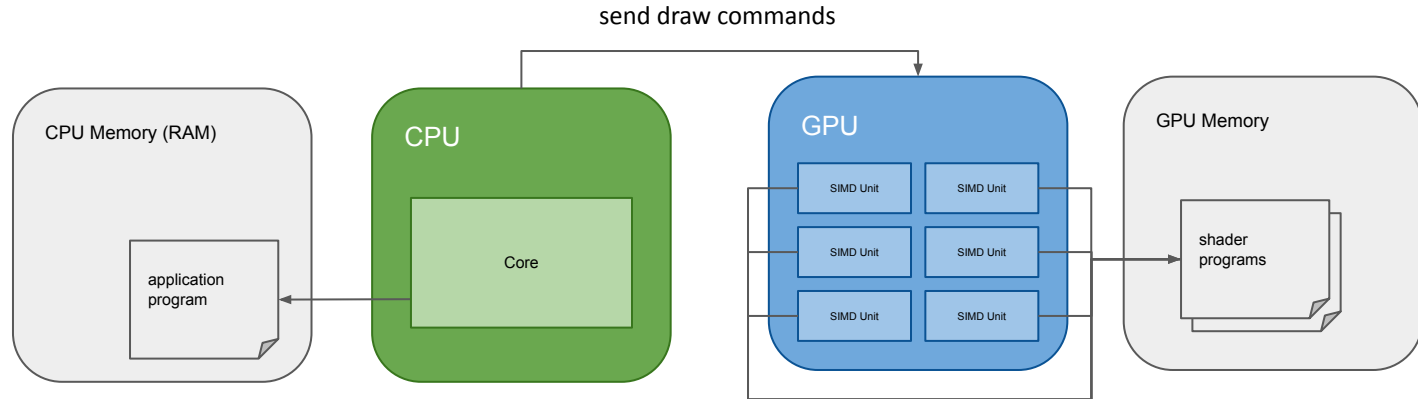 send draw commands
CPU Memory (RAM)
application
program
CPU
Core
GPU
SIMD Unit
SIMD Unit
SIMD Unit
SIMD Unit
SIMD Unit
SIMD Unit
GPU Memory
shader
programs